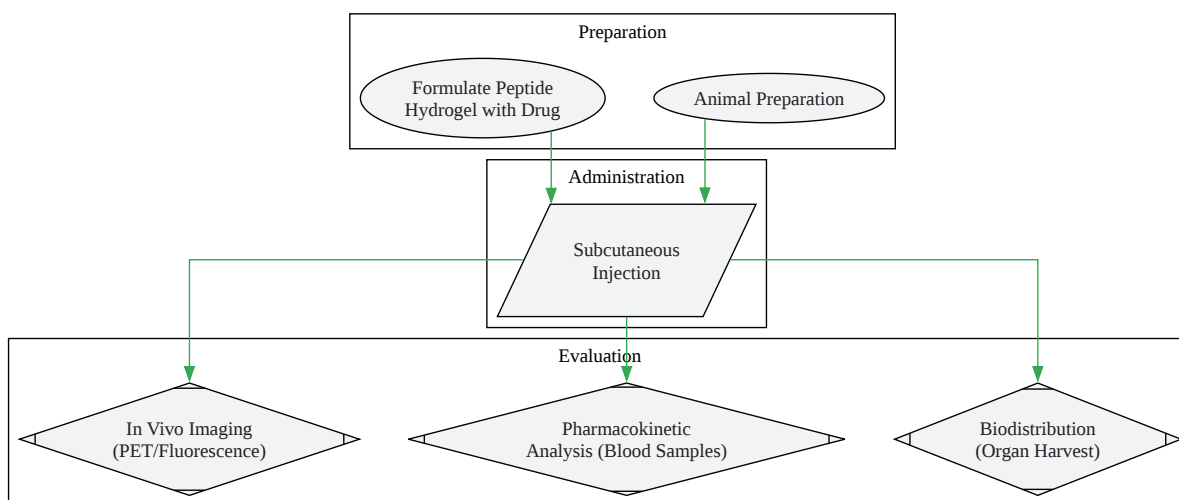 Preparation
Formulate Peptide
Hydrogel with Drug
Animal Preparation
Administration
Subcutaneous
Injection
Evaluation
In Vivo Imaging
(PET/Fluorescence)
Pharmacokinetic
Analysis (Blood Samples)
Biodistribution
(Organ Harvest)